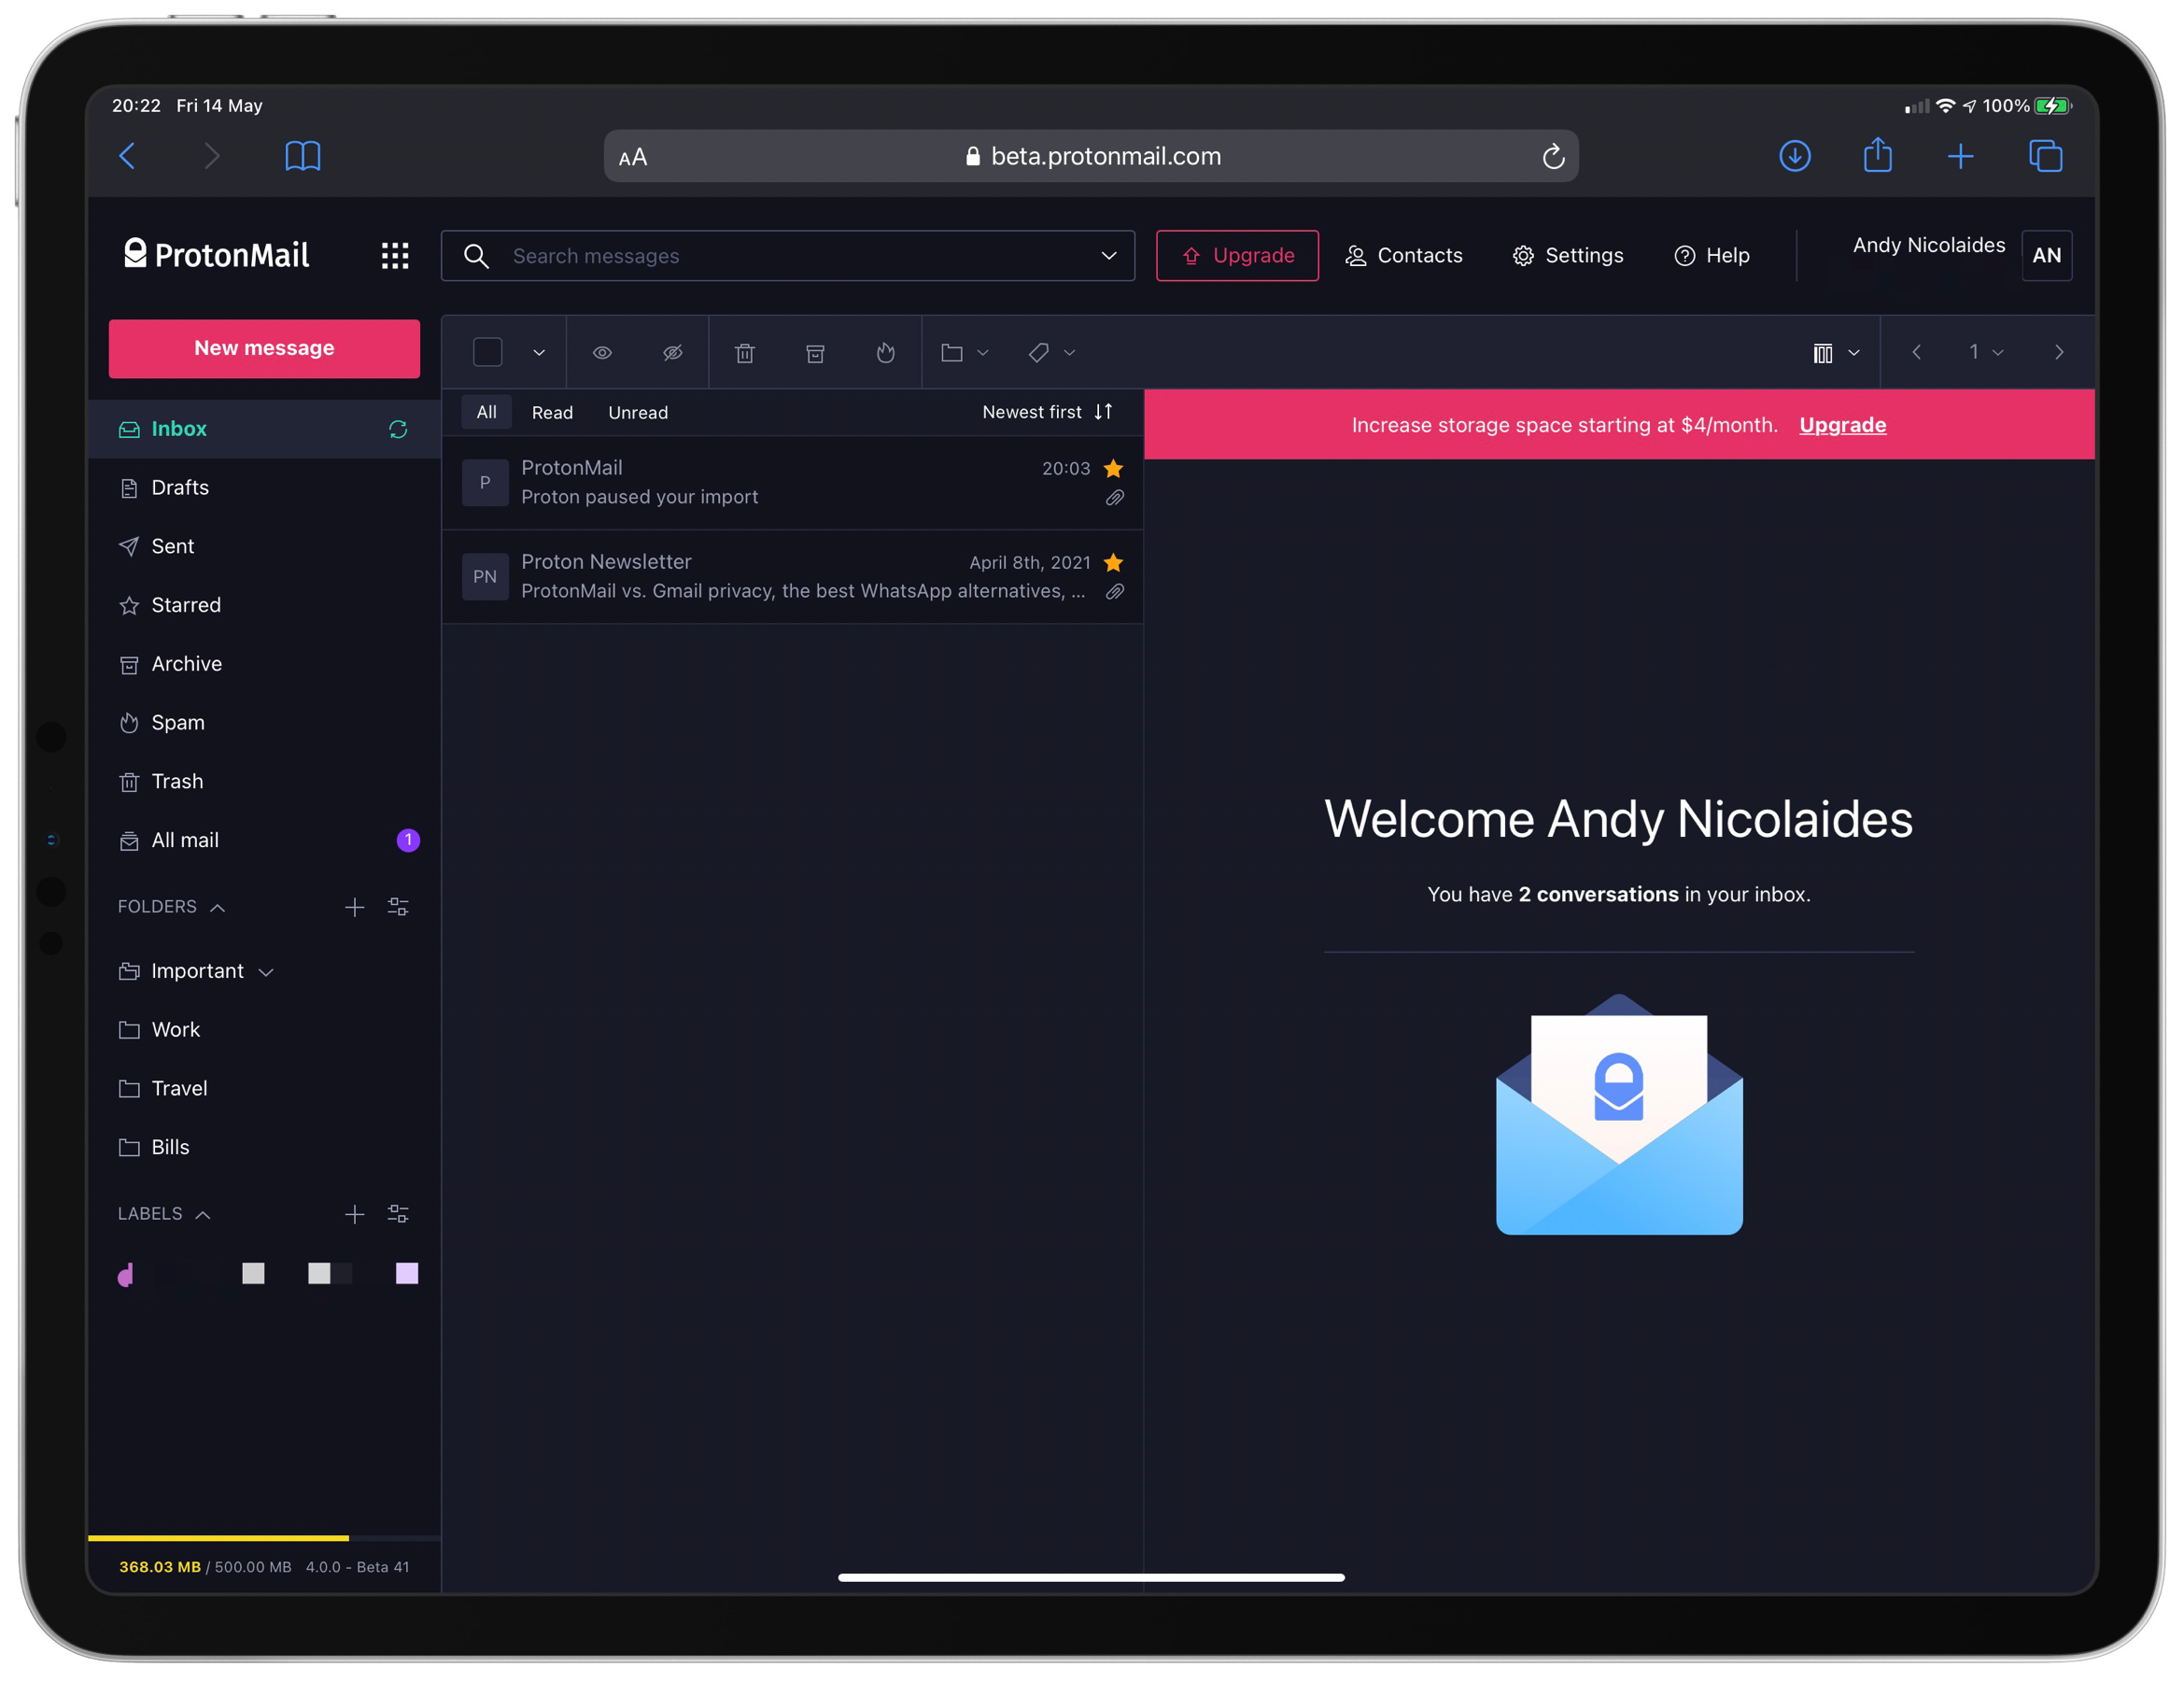 20:22 Fri 14 May
100%
AA
beta.protonmail.com
ProtonMail
Search messages
Upgrade
Contacts
Settings
Help
Andy Nicolaides
AN
New message
1
Inbox
Drafts
Sent
Starred
Archive
Spam
Trash
All mail
1
FOLDERS
Important
Work
Travel
Bills
LABELS
368.03 MB / 500.00 MB 4.0.0 - Beta 41
All Read Unread
Newest first
P
ProtonMail
20:03
Proton paused your import
PN
Proton Newsletter
April 8th, 2021
ProtonMail vs. Gmail privacy, the best WhatsApp alternatives, ...
Increase storage space starting at $4/month. Upgrade
Welcome Andy Nicolaides
You have 2 conversations in your inbox.